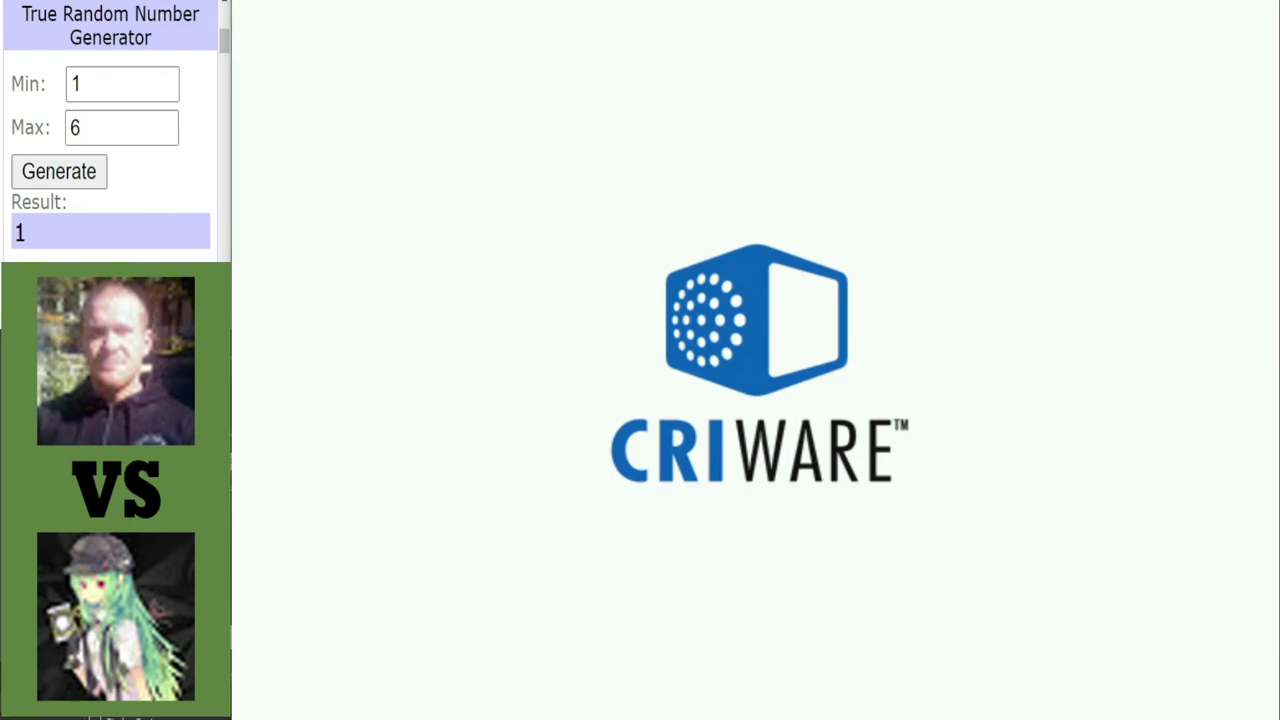 True Random Number
Generator
Min: 1
Max: 6
Generate
Result:
1
VS
CRIWARE™